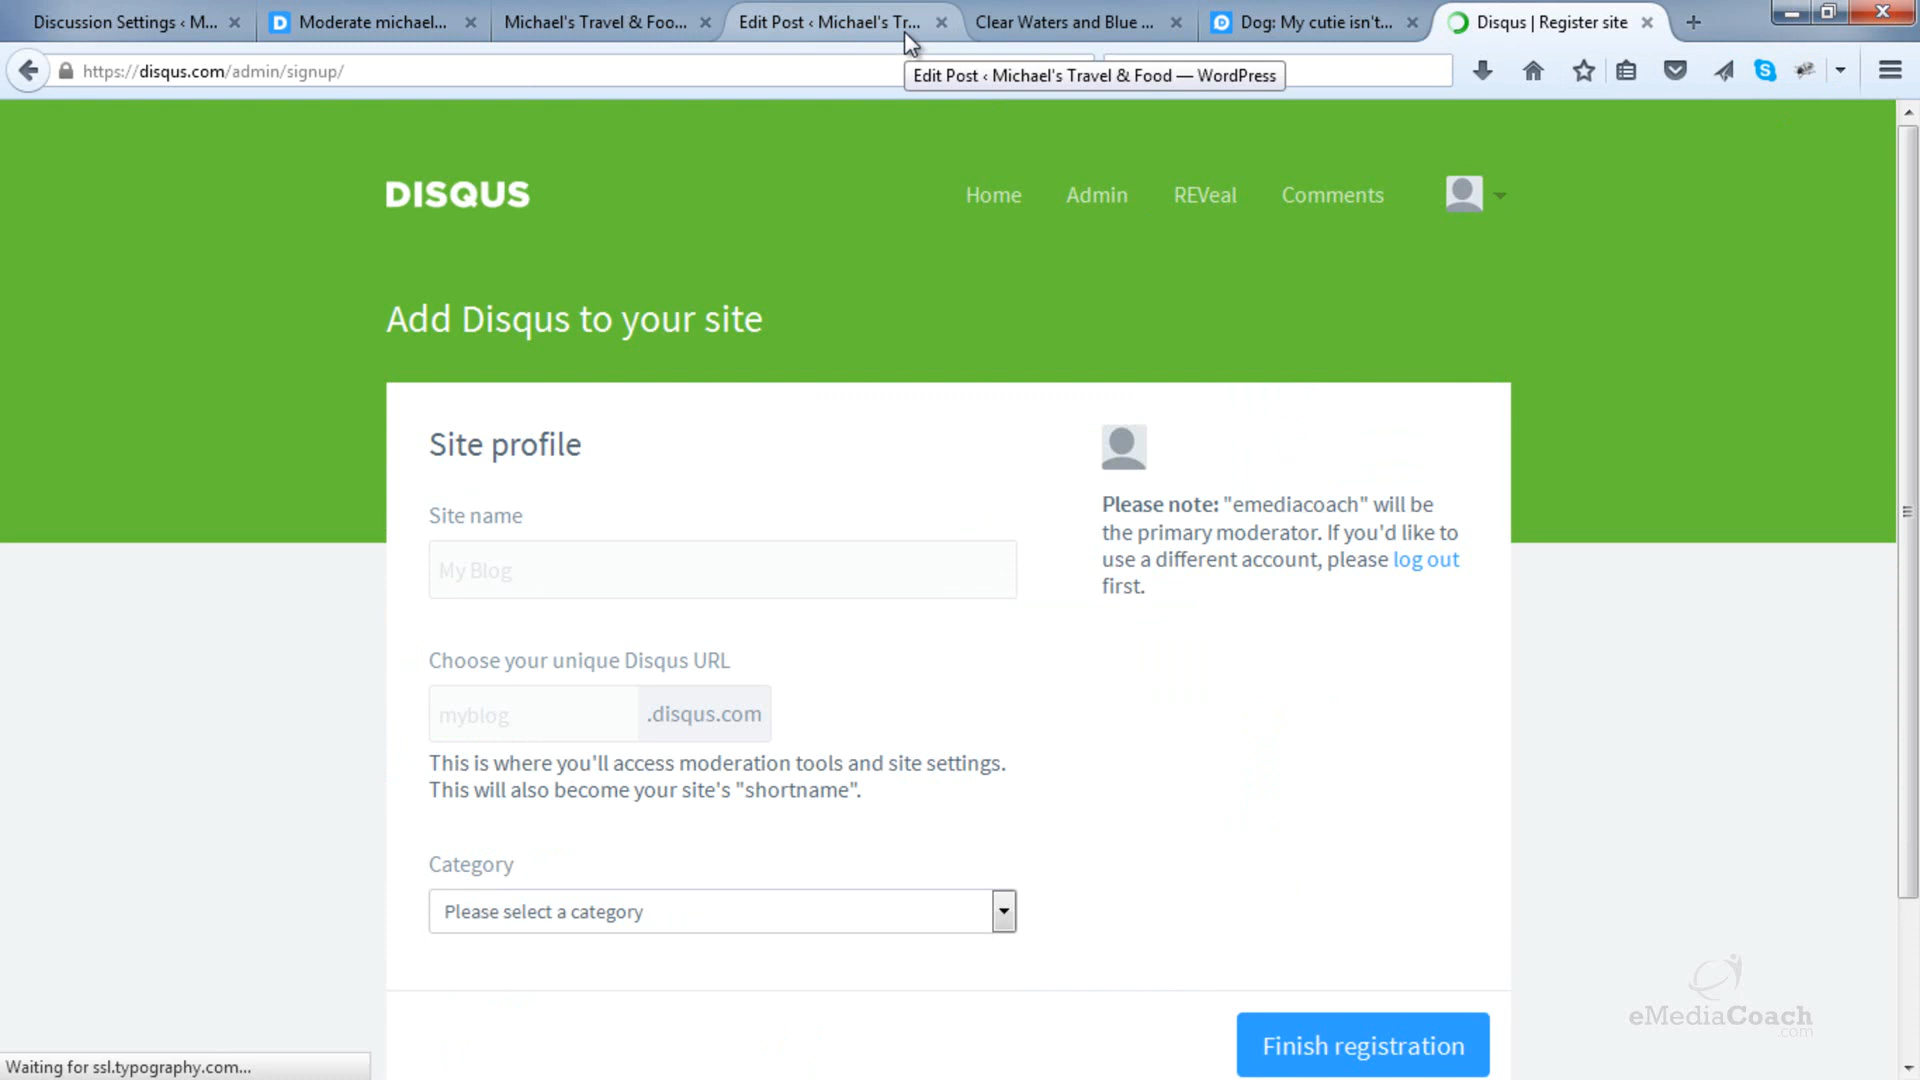 Discussion Settings ‹ M...
Moderate michael...
Michael's Travel & Foo...
Edit Post ‹ Michael's Tr...
Clear Waters and Blue ...
Dog: My cutie isn't...
Disqus | Register site
https://disqus.com/admin/signup/
Edit Post ‹ Michael's Travel & Food — WordPress
DISQUS
Home
Admin
REVeal
Comments
Add Disqus to your site
Site profile
Site name
My Blog
Please note: "emediacoach" will be
the primary moderator. If you'd like to
use a different account, please log out
first.
Choose your unique Disqus URL
myblog
.disqus.com
This is where you'll access moderation tools and site settings.
This will also become your site's "shortname".
Category
Please select a category
Finish registration
eMediaCoach
.com
Waiting for ssl.typography.com...